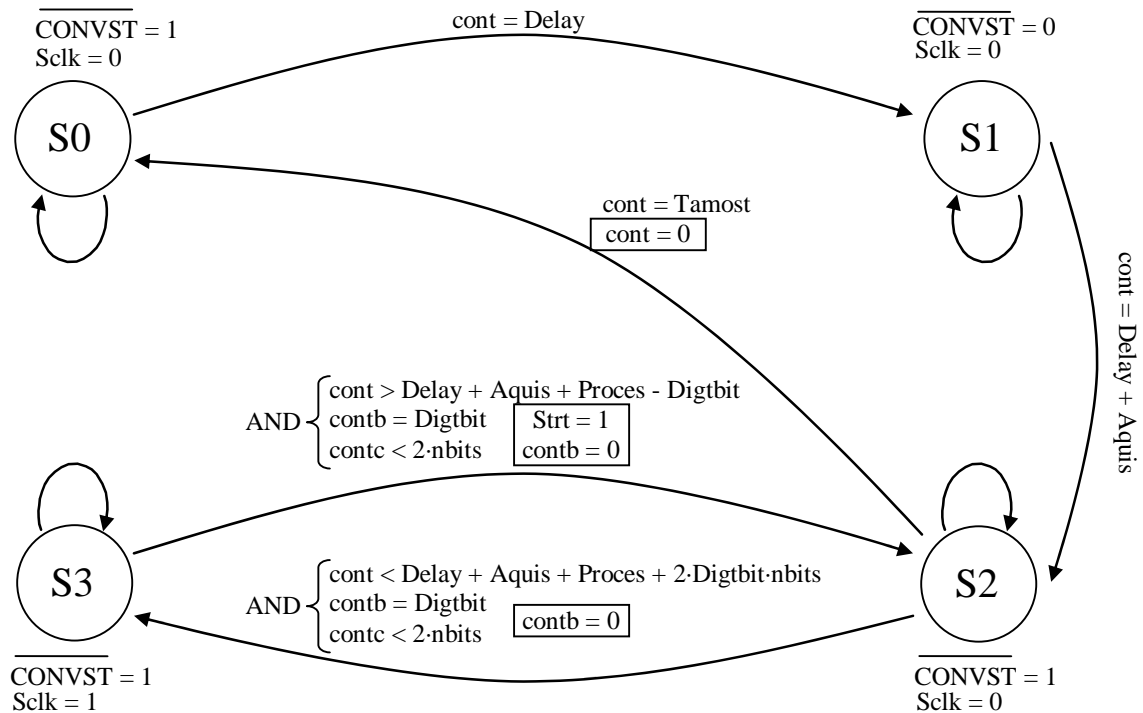 CONVST = 1
Sclk = 0
S0
cont = Delay
CONVST = 0
Sclk = 0
S1
cont = Tamost
cont = 0
cont = Delay + Aquis
AND
cont > Delay + Aquis + Proces - Digtbit
contb = Digtbit
contc < 2·nbits
Strt = 1
contb = 0
S3
CONVST = 1
Sclk = 1
AND
cont < Delay + Aquis + Proces + 2·Digtbit·nbits
contb = Digtbit
contc < 2·nbits
contb = 0
S2
CONVST = 1
Sclk = 0